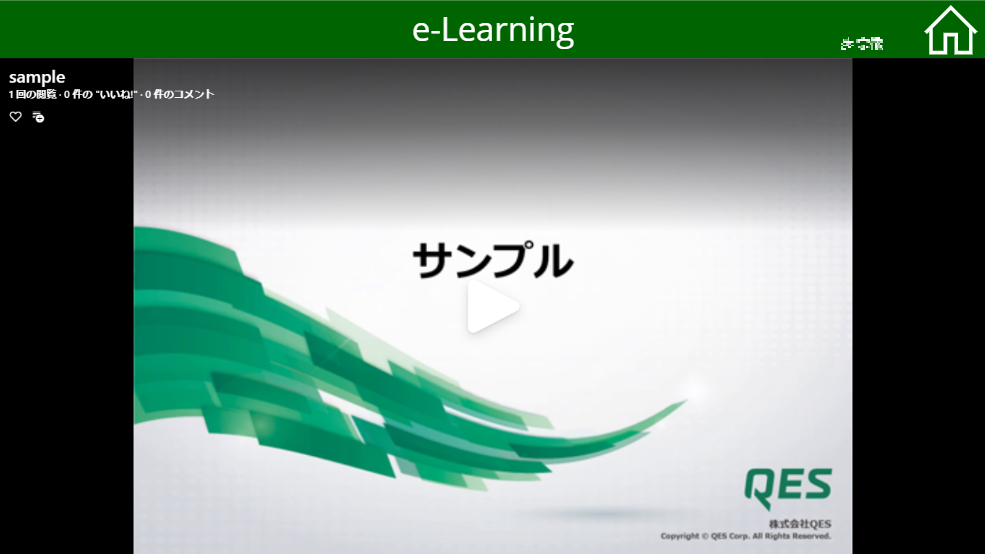 e-Learning
sample
1 回の閲覧 · 0 件の "いいね!" · 0 件のコメント
サンプル
QES
株式会社QES
Copyright © QES Corp. All Rights Reserved.